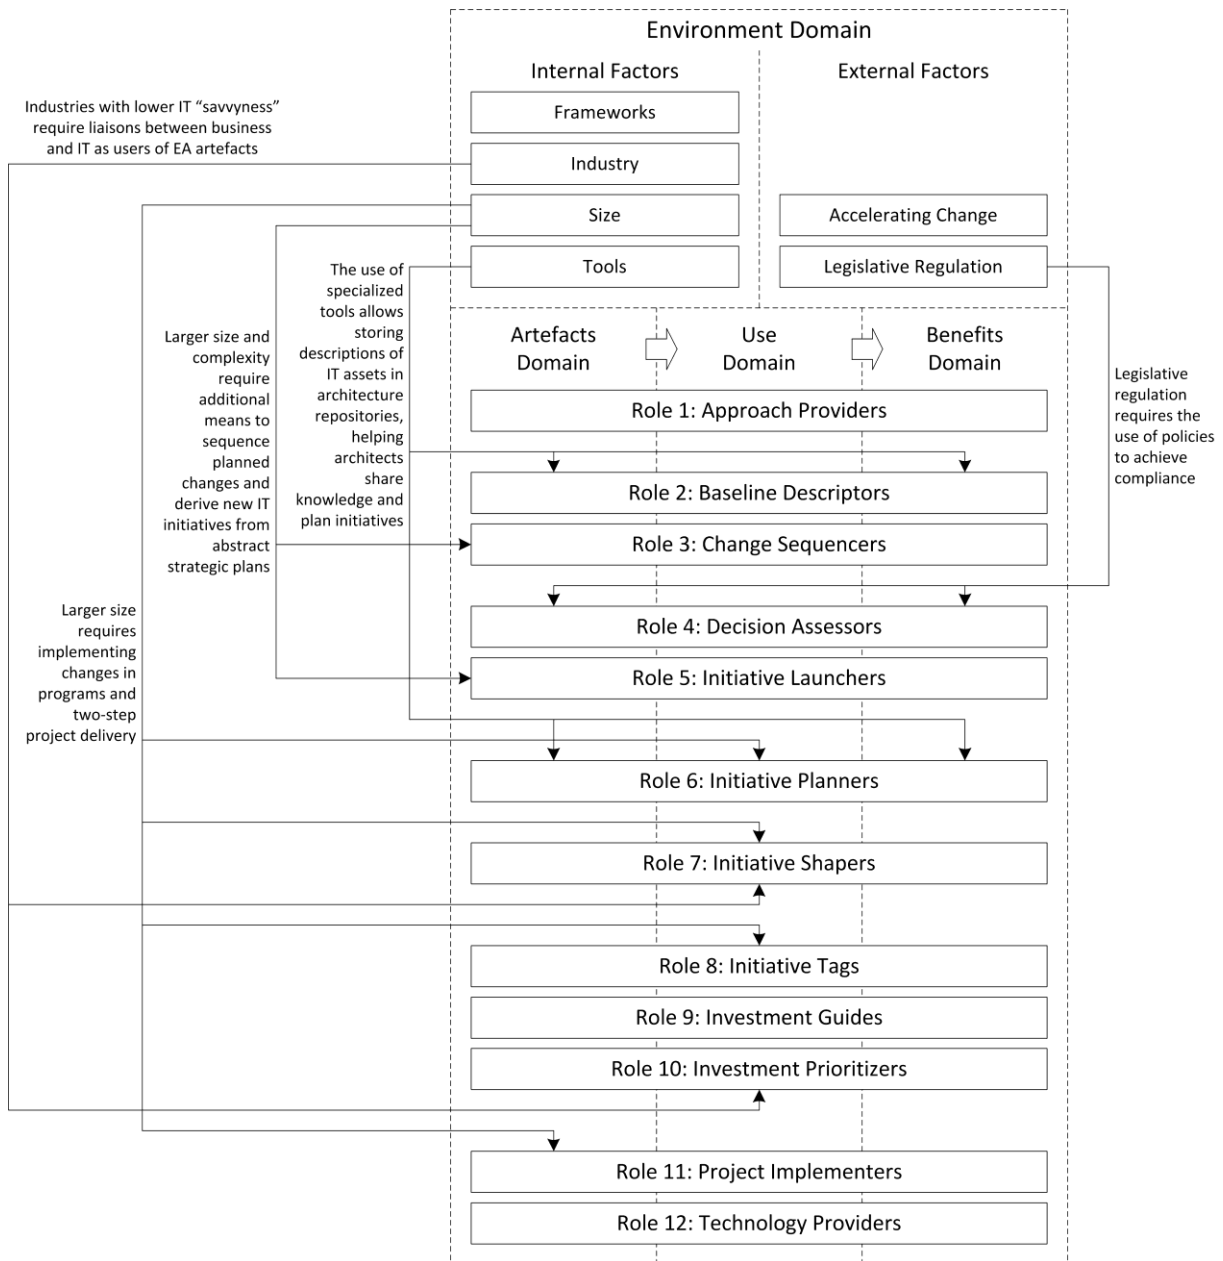 Environment Domain
Internal Factors
External Factors
Industries with lower IT “savvyness”
require liaisons between business
and IT as users of EA artefacts
Frameworks
Industry
Size
Tools
Accelerating Change
Legislative Regulation
The use of
specialized
tools allows
storing
descriptions of
IT assets in
architecture
repositories,
helping
architects
share
knowledge and
plan initiatives
Larger size and
complexity
require
additional
means to
sequence
planned
changes and
derive new IT
initiatives from
abstract
strategic plans
Larger size
requires
implementing
changes in
programs and
two-step
project delivery
Legislative
regulation
requires the
use of policies
to achieve
compliance
Artefacts
Domain
Use
Domain
Benefits
Domain
Role 1: Approach Providers
Role 2: Baseline Descriptors
Role 3: Change Sequencers
Role 4: Decision Assessors
Role 5: Initiative Launchers
Role 6: Initiative Planners
Role 7: Initiative Shapers
Role 8: Initiative Tags
Role 9: Investment Guides
Role 10: Investment Prioritizers
Role 11: Project Implementers
Role 12: Technology Providers